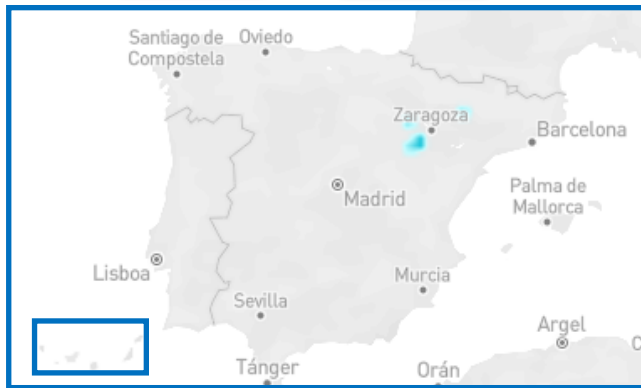 Santiago de
Compostela
Oviedo
Zaragoza
Barcelona
Madrid
Palma de
Mallorca
Lisboa
Murcia
Sevilla
Argel
Tánger
Orán